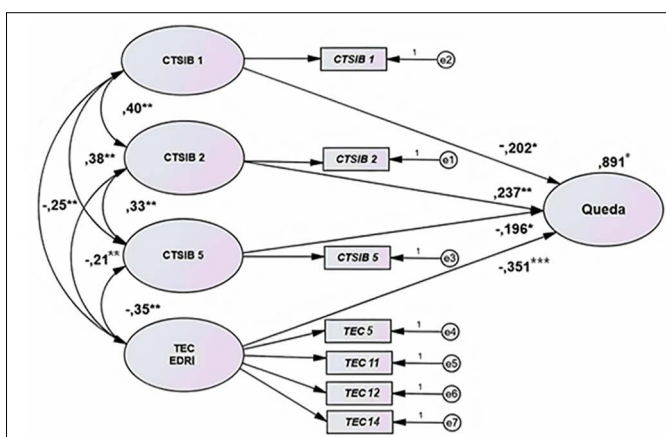 CTSIB 1
CTSIB 1
1
e2
,40**
-,202*
,891*
CTSIB 2
CTSIB 2
1
e1
,38**
,237**
Queda
-,25**
,33**
-,196*
CTSIB 5
CTSIB 5
1
e3
-,21**
-,351***
-,35**
TEC
EDRI
TEC 5
1
e4
TEC 11
1
e5
TEC 12
1
e6
TEC 14
1
e7